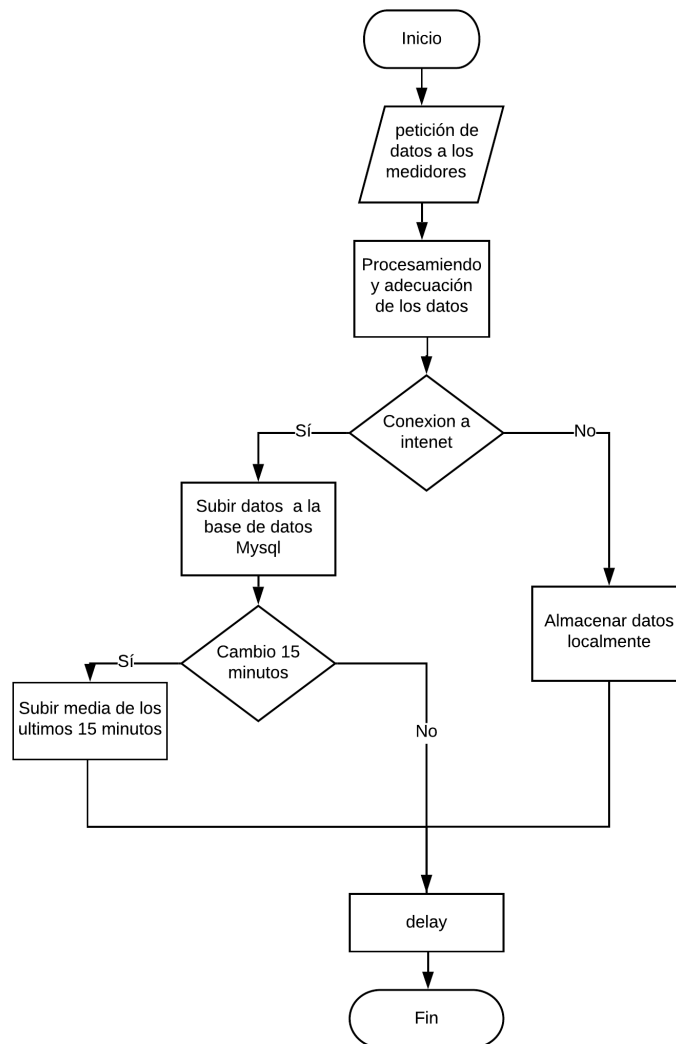 Inicio
petición de
datos a los
medidores
Procesamiendo
y adecuación
de los datos
Conexion a
intenet
Sí
No
Subir datos a la
base de datos
Mysql
Almacenar datos
localmente
Cambio 15
minutos
Sí
Subir media de los
ultimos 15 minutos
No
delay
Fin